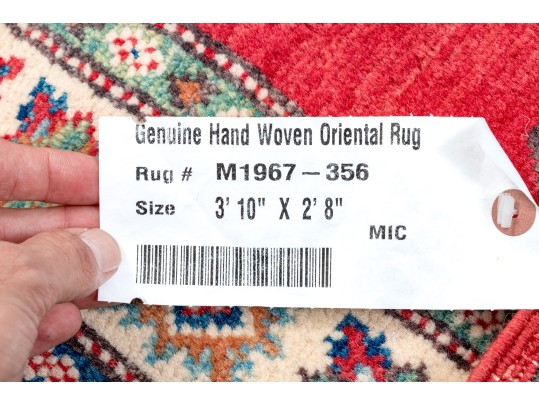 Genuine Hand Woven Oriental Rug
Rug # M1967-356
Size 3' 10" X 2' 8"
MIC